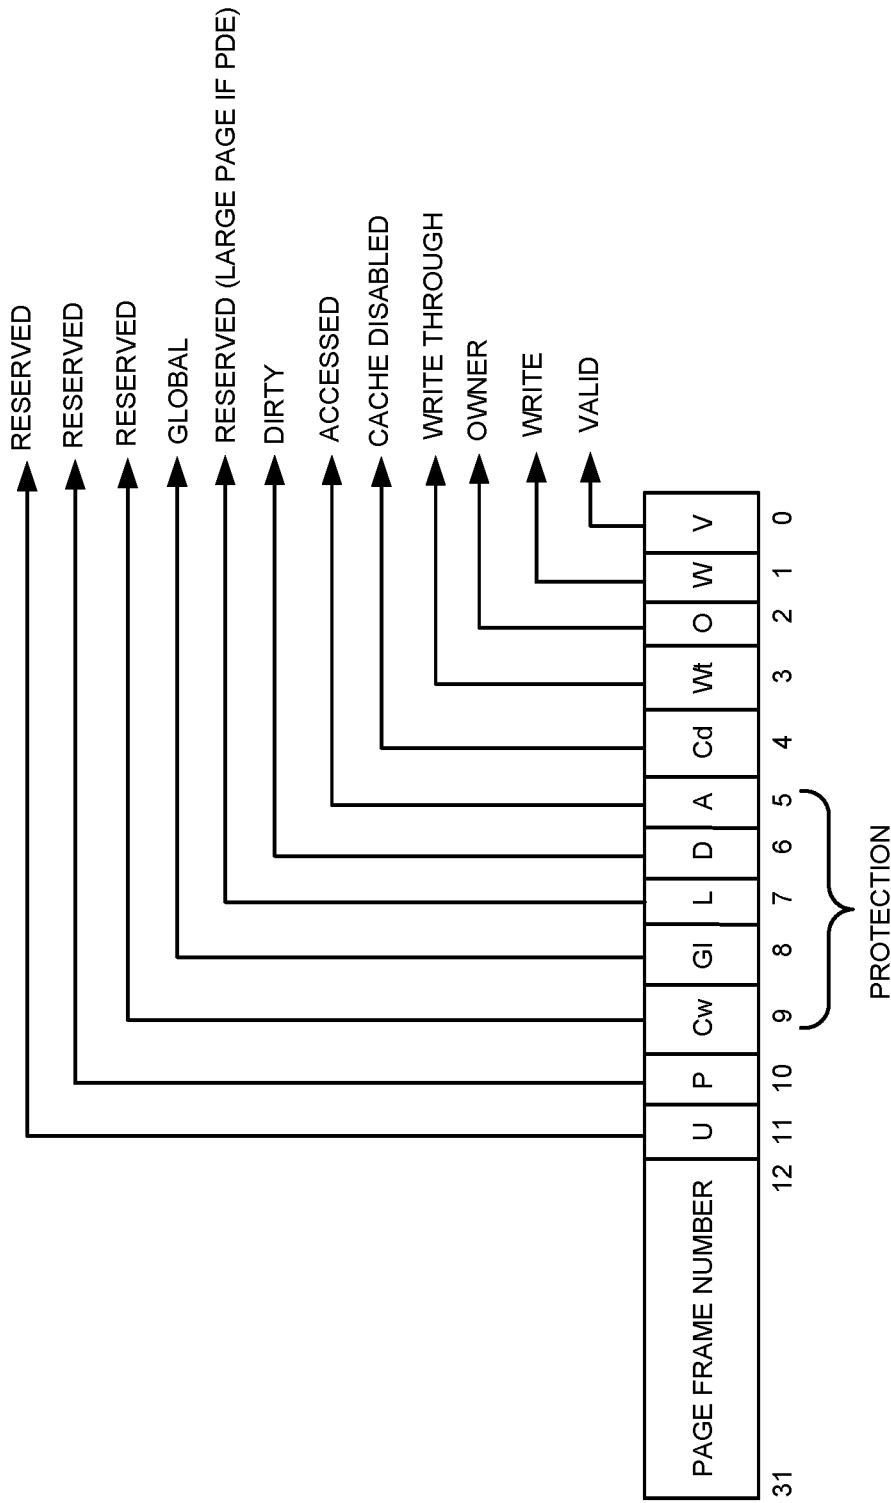 RESERVED
RESERVED
RESERVED
GLOBAL
RESERVED (LARGE PAGE IF PDE)
DIRTY
ACCESSED
CACHE DISABLED
WRITE THROUGH
OWNER
WRITE
VALID
PAGE FRAME NUMBER U P Cw Gl L D A Cd Wt O W V
31 12 11 10 9 8 7 6 5 4 3 2 1 0
PROTECTION